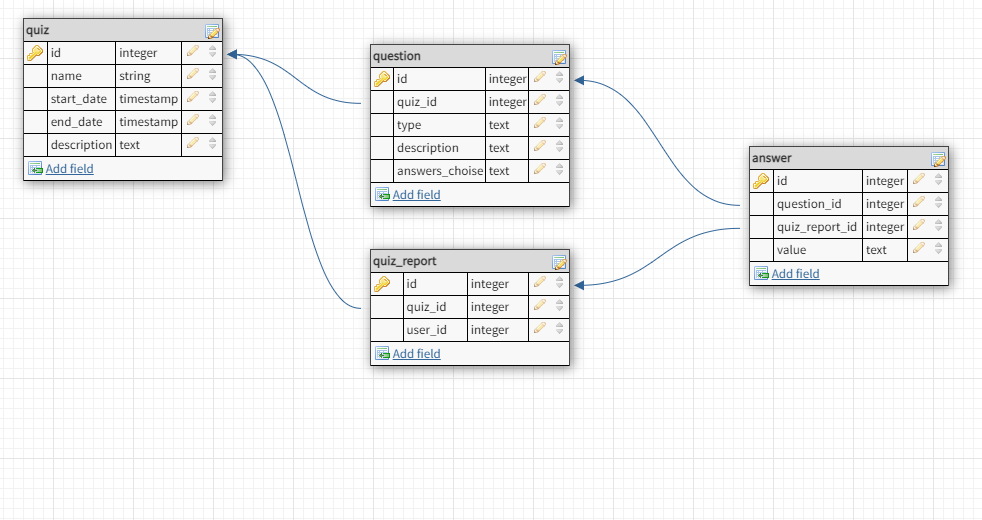 quiz
id integer
name string
start_date timestamp
end_date timestamp
description text
Add field
question
id integer
quiz_id integer
type text
description text
answers_choise text
Add field
quiz_report
id integer
quiz_id integer
user_id integer
Add field
answer
id integer
question_id integer
quiz_report_id integer
value text
Add field